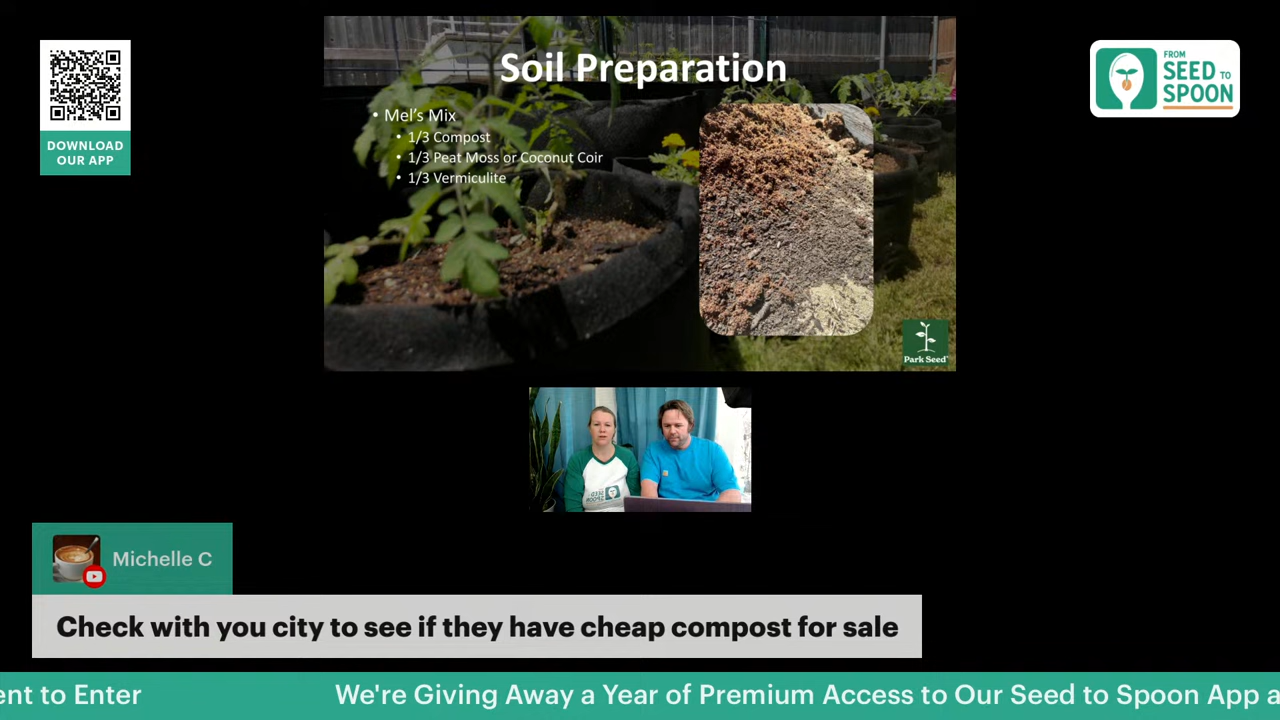 DOWNLOAD
OUR APP
Soil Preparation
• Mel's Mix
• 1/3 Compost
• 1/3 Peat Moss or Coconut Coir
• 1/3 Vermiculite
Park Seed
FROM
SEED TO
SPOON
Michelle C
Check with you city to see if they have cheap compost for sale
ent to Enter
We're Giving Away a Year of Premium Access to Our Seed to Spoon App a